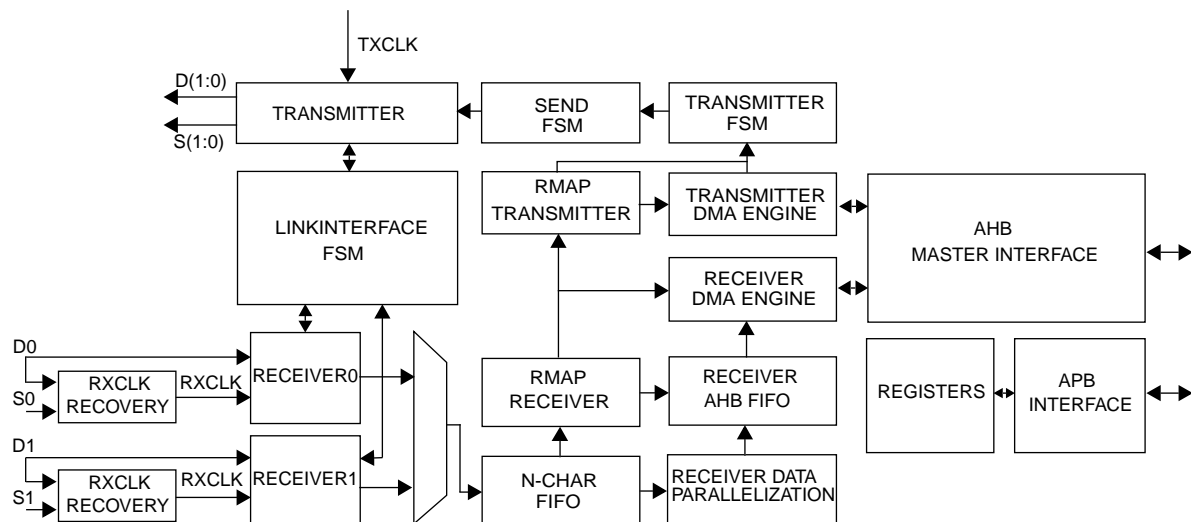 TXCLK
D(1:0)
S(1:0)
TRANSMITTER
SEND
FSM
TRANSMITTER
FSM
LINKINTERFACE
FSM
RMAP
TRANSMITTER
TRANSMITTER
DMA ENGINE
AHB
MASTER INTERFACE
RECEIVER
DMA ENGINE
D0
S0
RXCLK
RECOVERY
RXCLK
RECEIVER0
RMAP
RECEIVER
RECEIVER
AHB FIFO
REGISTERS
APB
INTERFACE
D1
S1
RXCLK
RECOVERY
RXCLK
RECEIVER1
N-CHAR
FIFO
RECEIVER DATA
PARALLELIZATION